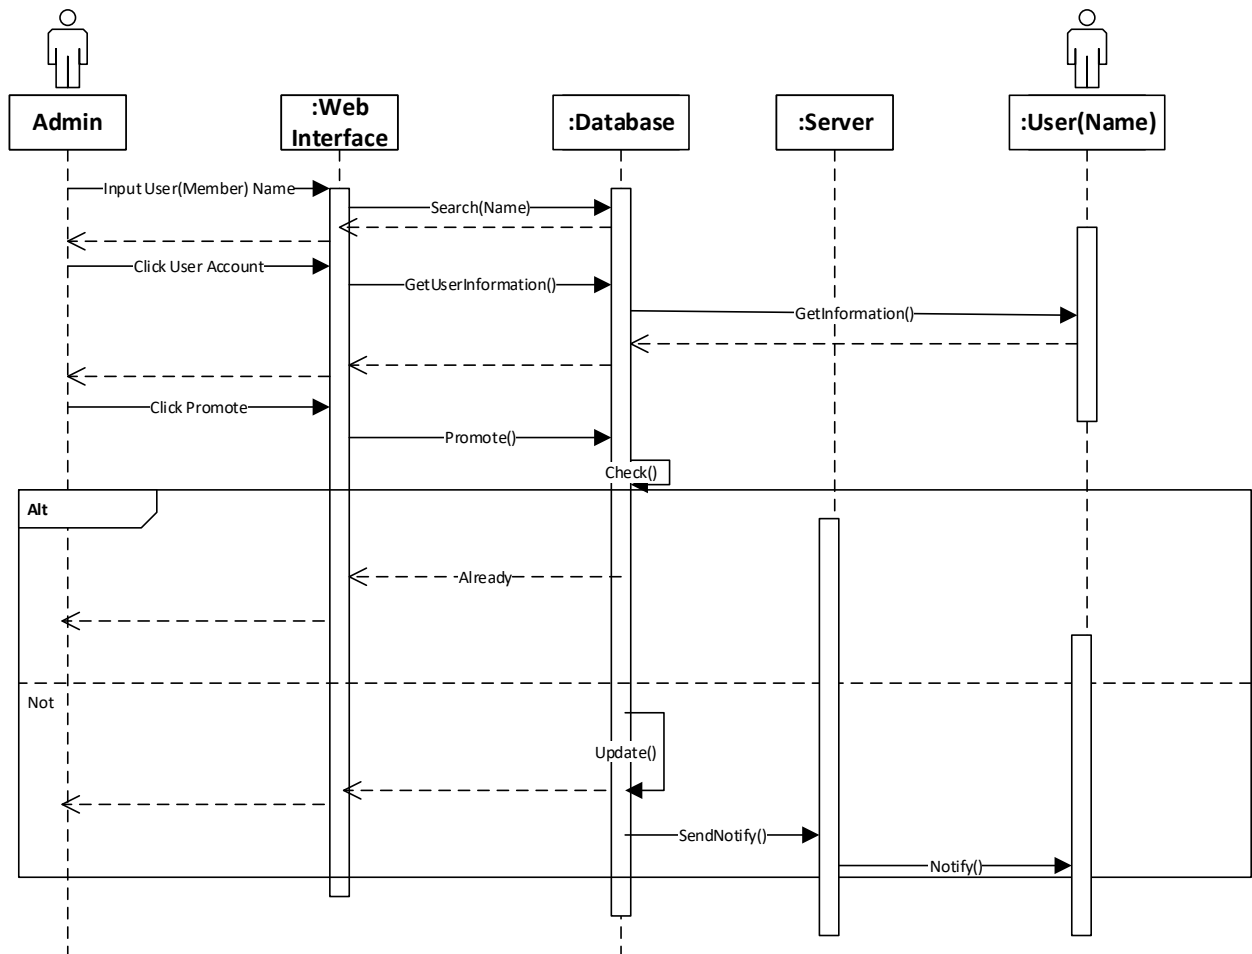 Admin
:Web
Interface
:Database
:Server
:User(Name)
Input User(Member) Name
Search(Name)
Click User Account
GetUserInformation()
GetInformation()
Click Promote
Promote()
Check()
Alt
Already
Not
Update()
SendNotify()
Notify()